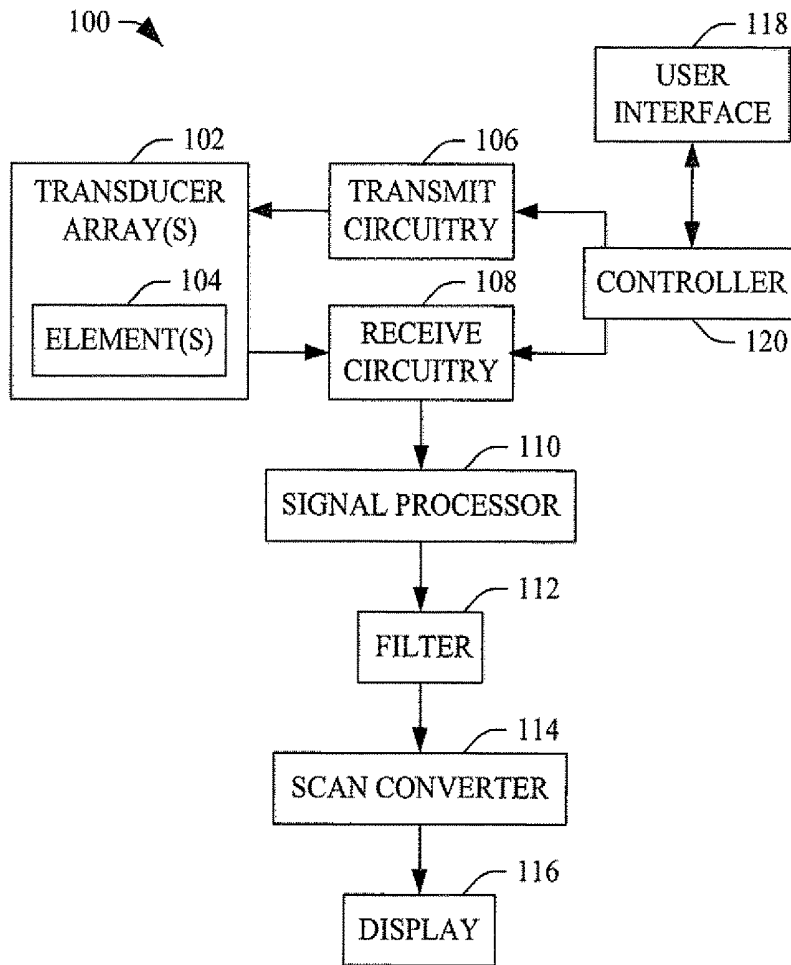 100
118
USER
INTERFACE
102
TRANSDUCER
ARRAY(S)
106
TRANSMIT
CIRCUITRY
104
ELEMENT(S)
108
RECEIVE
CIRCUITRY
CONTROLLER
120
110
SIGNAL PROCESSOR
112
FILTER
114
SCAN CONVERTER
116
DISPLAY